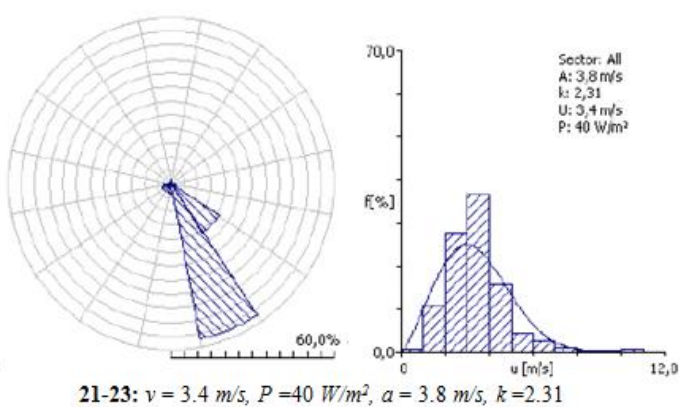 60,0%
70,0
Sector: All
A: 3,8 m/s
k: 2,31
U: 3,4 m/s
P: 40 W/m²
f[%]
0,0
0
u [m/s]
12,0
21-23: v = 3.4 m/s, P =40 W/m², a = 3.8 m/s, k =2.31